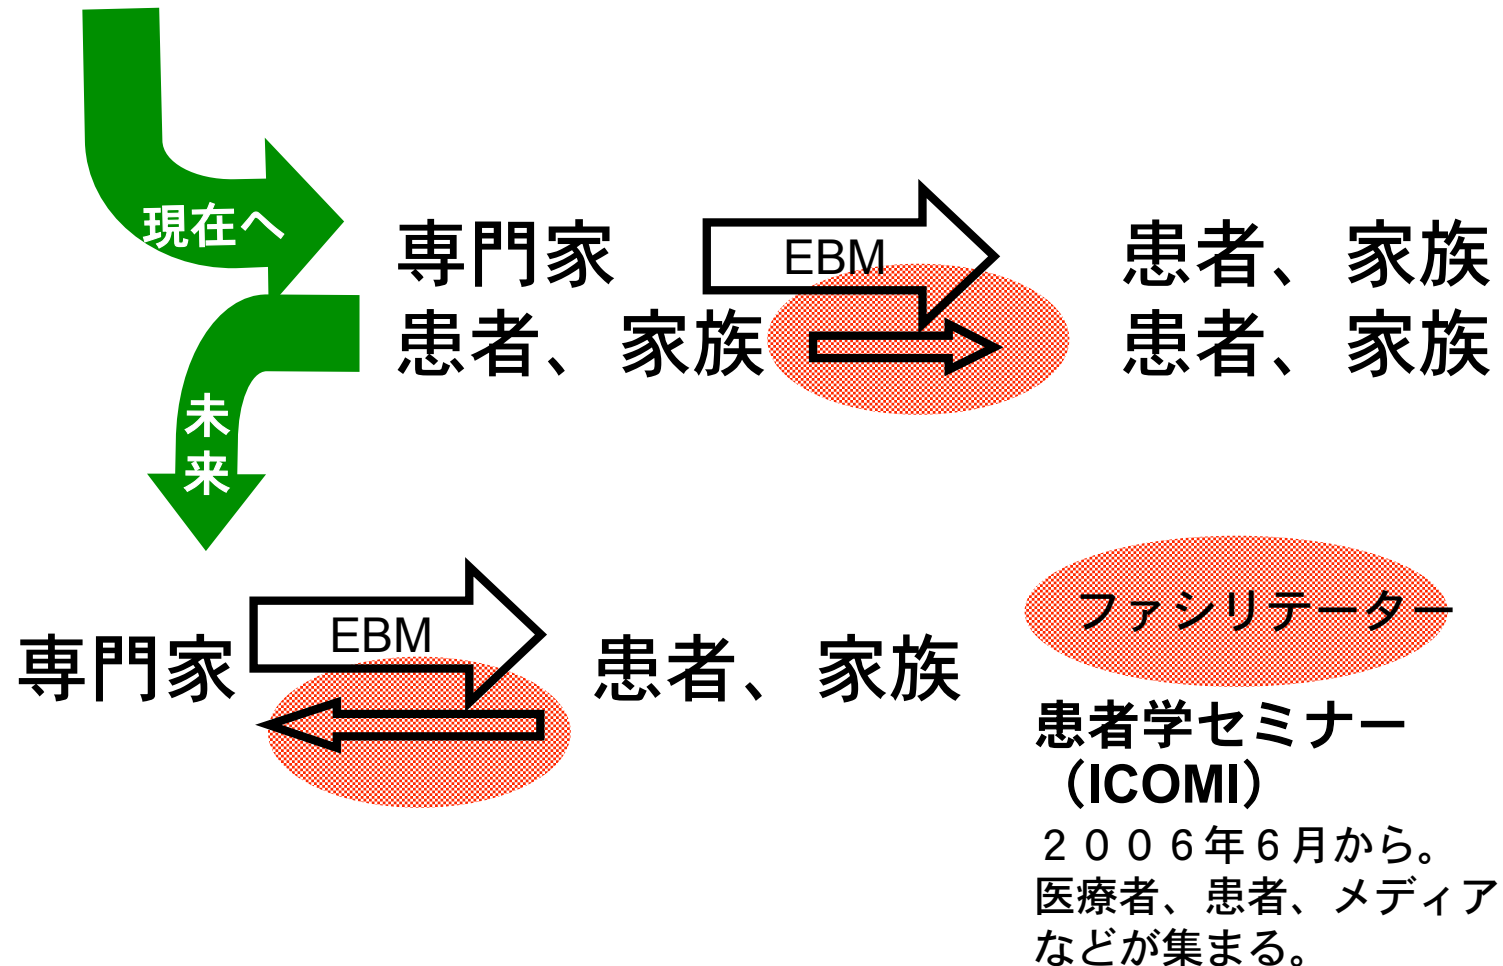 現在へ
専門家 EBM 患者、家族
患者、家族 患者、家族
未来
専門家 EBM 患者、家族
ファシリテーター
患者学セミナー
（ICOMI）
２００６年６月から。
医療者、患者、メディア
などが集まる。